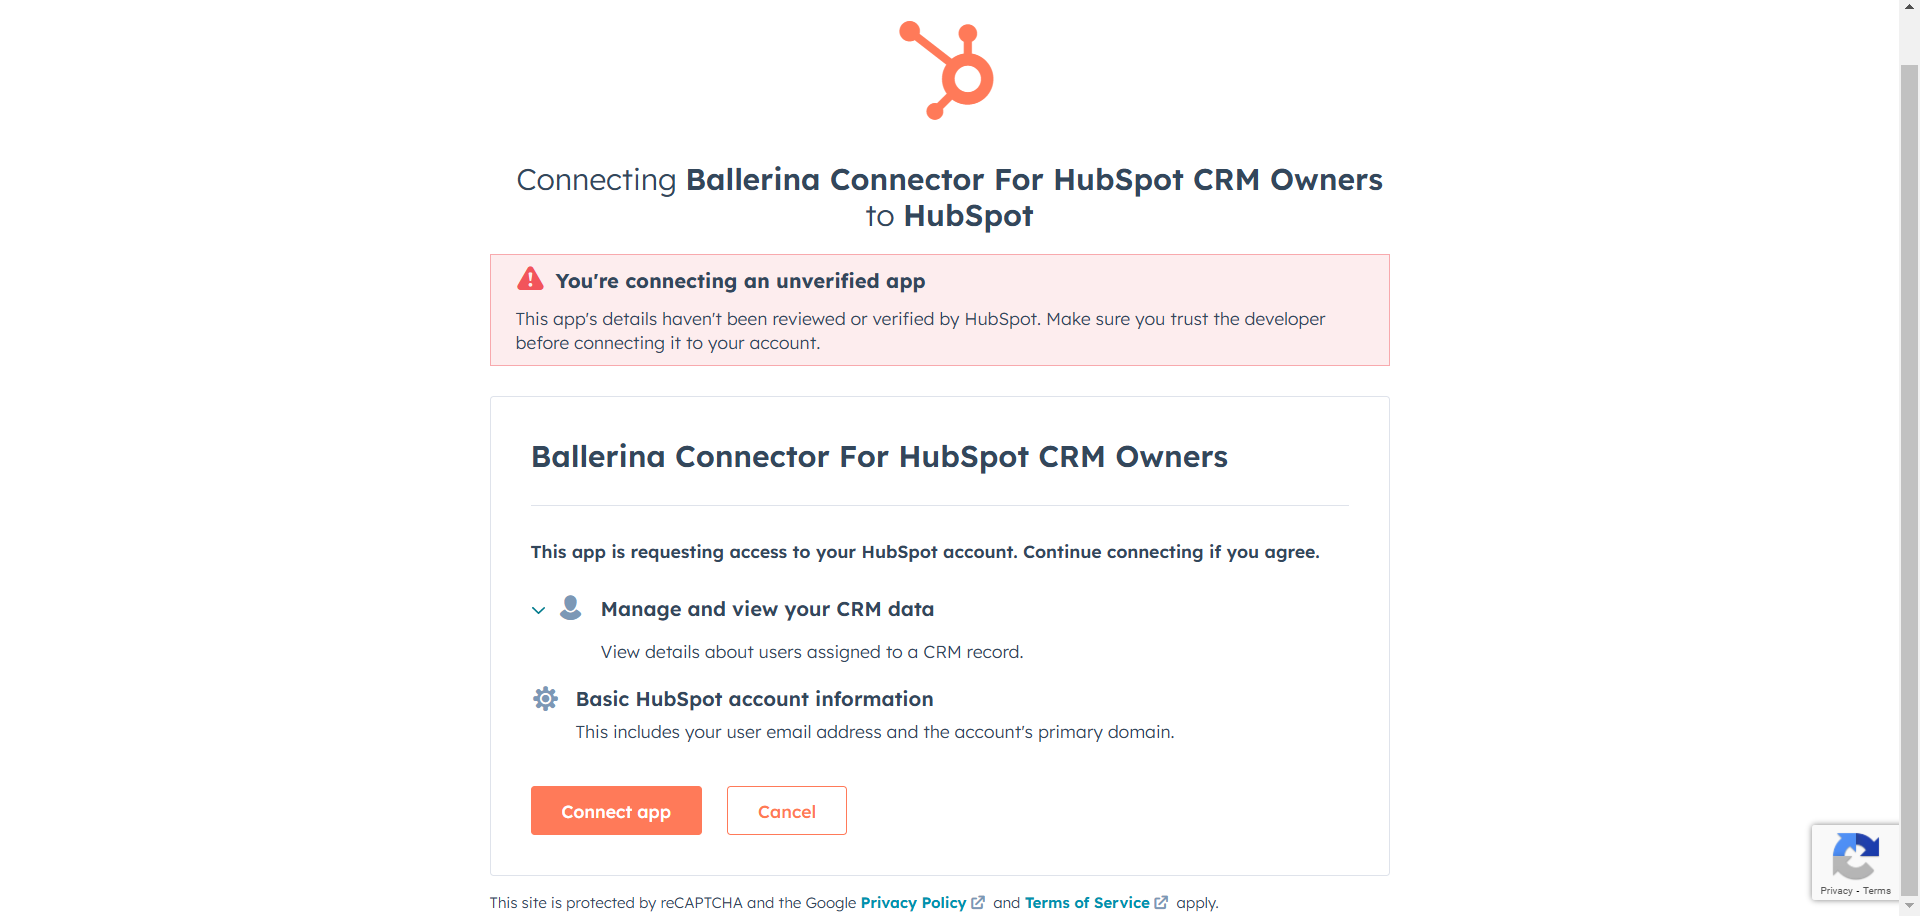 Connecting Ballerina Connector For HubSpot CRM Owners
to HubSpot
You're connecting an unverified app
This app's details haven't been reviewed or verified by HubSpot. Make sure you trust the developer
before connecting it to your account.
Ballerina Connector For HubSpot CRM Owners
This app is requesting access to your HubSpot account. Continue connecting if you agree.
Manage and view your CRM data
View details about users assigned to a CRM record.
Basic HubSpot account information
This includes your user email address and the account's primary domain.
Connect app Cancel
Privacy - Terms
This site is protected by reCAPTCHA and the Google Privacy Policy and Terms of Service apply.